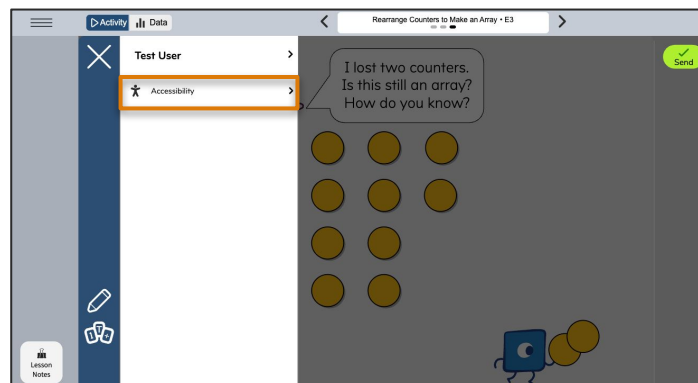 Activity
Data
Rearrange Counters to Make an Array • E3
Test User
Accessibility
I lost two counters.
Is this still an array?
How do you know?
Send
Lesson
Notes